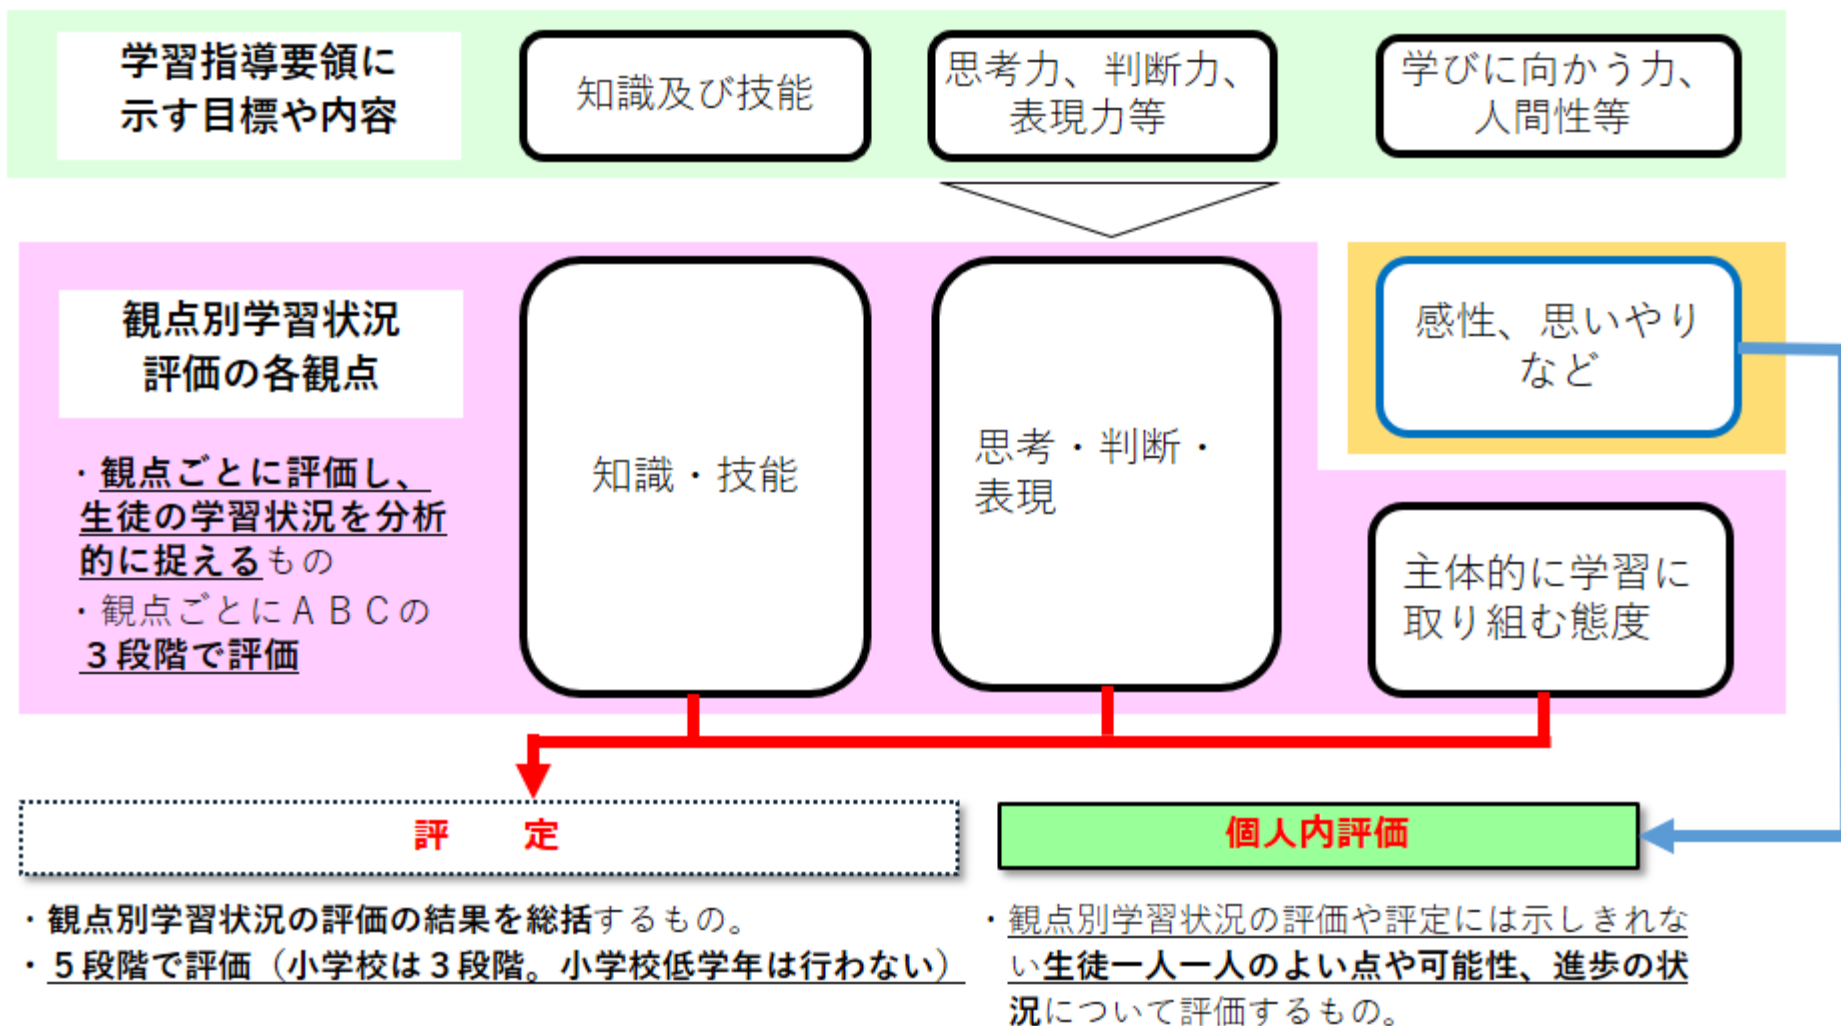 学習指導要領に
示す目標や内容
知識及び技能
思考力、判断力、
表現力等
学びに向かう力、
人間性等
観点別学習状況
評価の各観点
・観点ごとに評価し、
生徒の学習状況を分析
的に捉えるもの
・観点ごとにＡＢＣの
３段階で評価
知識・技能
思考・判断・
表現
感性、思いやり
など
主体的に学習に
取り組む態度
評　定
・観点別学習状況の評価の結果を総括するもの。
・５段階で評価（小学校は３段階。小学校低学年は行わない）
個人内評価
・観点別学習状況の評価や評定には示しきれな
い生徒一人一人のよい点や可能性、進歩の状
況について評価するもの。